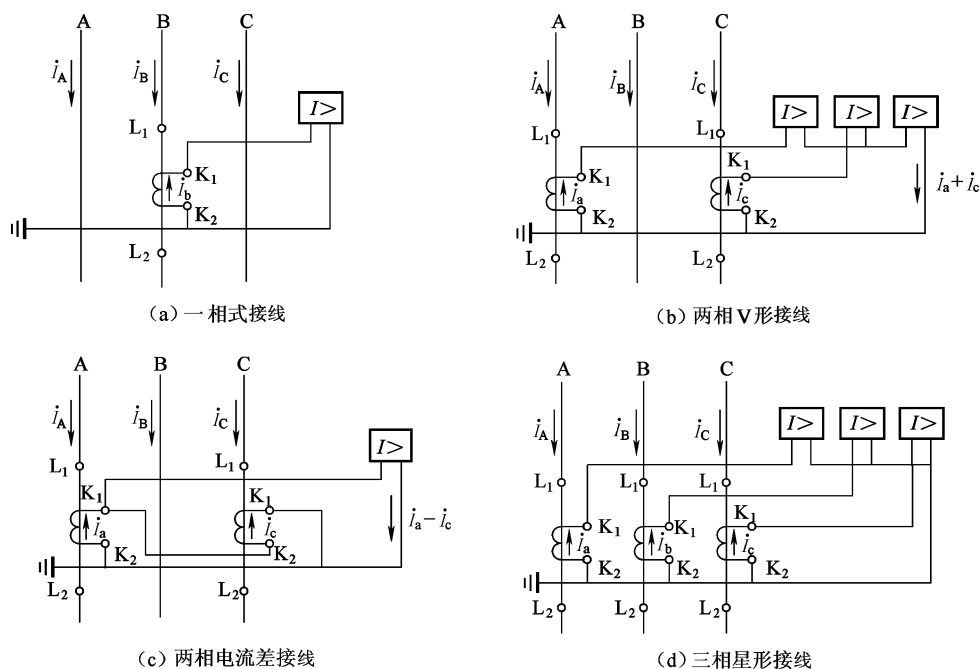 A B C
İA İB İC
I>
L1
K1
İb
K2
L2
(a)一相式接线
A B C
İA İB İC
I> I> I>
L1 L1
K1 K1
İa İc
İa+İc
K2 K2
L2 L2
(b)两相V形接线
A B C
İA İB İC
I>
L1 L1
K1 K1
İa İc
İa−İc
K2 K2
L2 L2
(c)两相电流差接线
A B C
İA İB İC
I> I> I>
L1 L1 L1
K1 K1 K1
İa İb İc
K2 K2 K2
L2 L2 L2
(d)三相星形接线